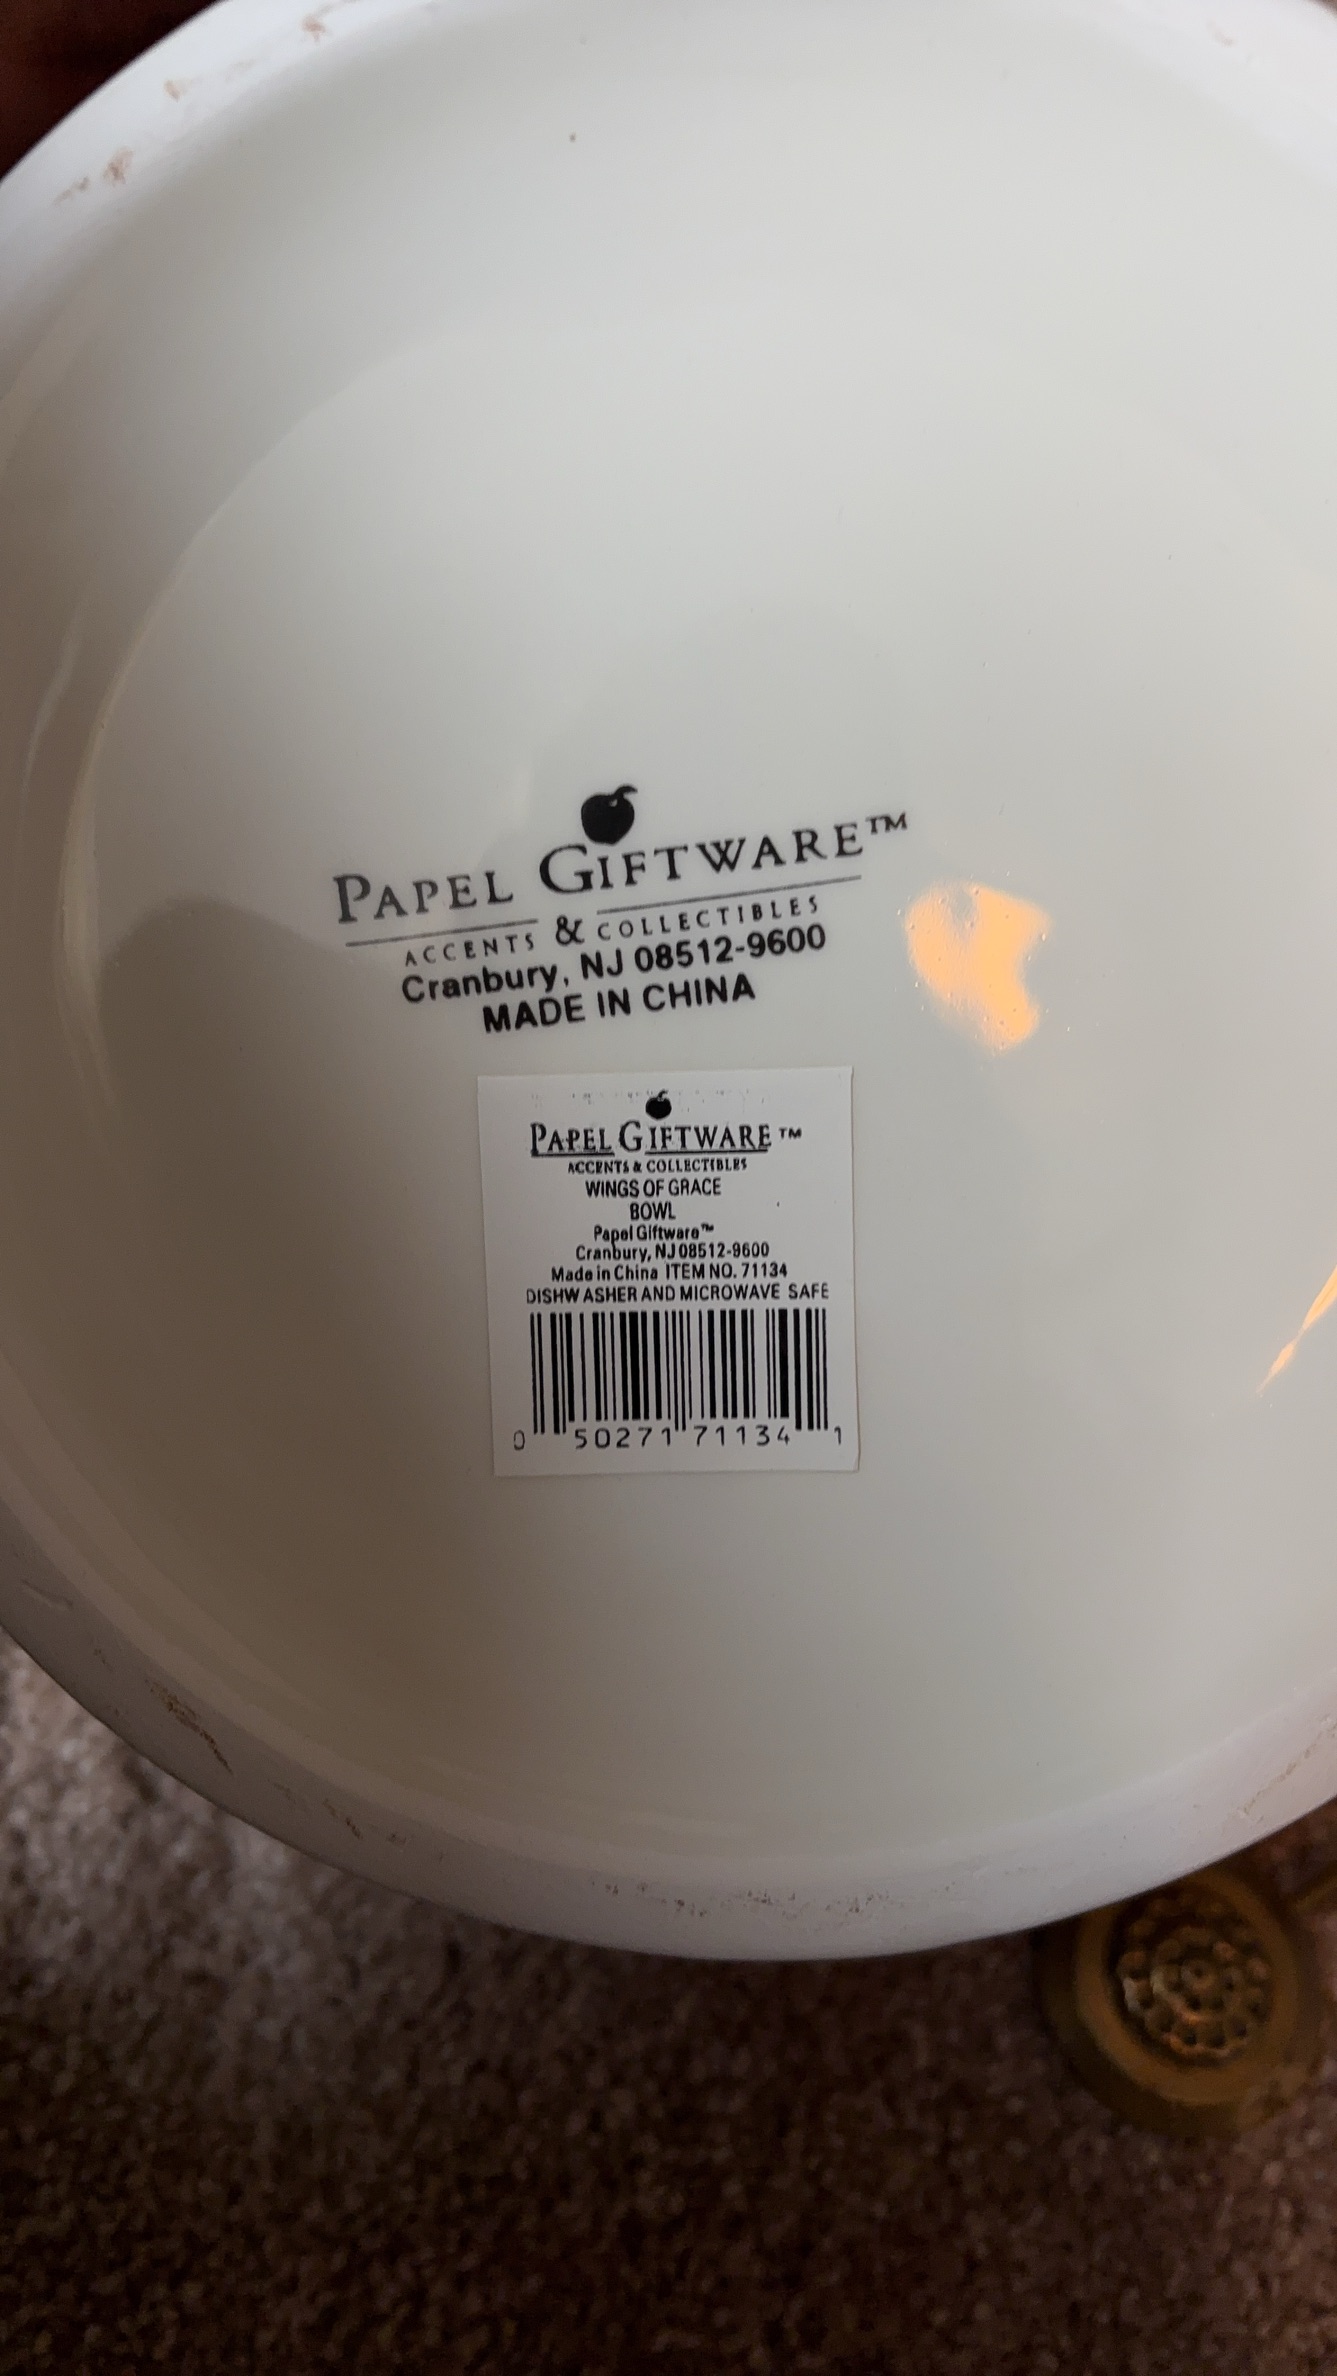 PAPEL GIFTWARE™
ACCENTS & COLLECTIBLES
Cranbury, NJ 08512-9600
MADE IN CHINA
PAPEL GIFTWARE™
ACCENTS & COLLECTIBLES
WINGS OF GRACE
BOWL
Papel Giftware™
Cranbury, NJ 08512-9600
Made in China ITEM NO. 71134
DISHWASHER AND MICROWAVE SAFE
0 50271 71134 1